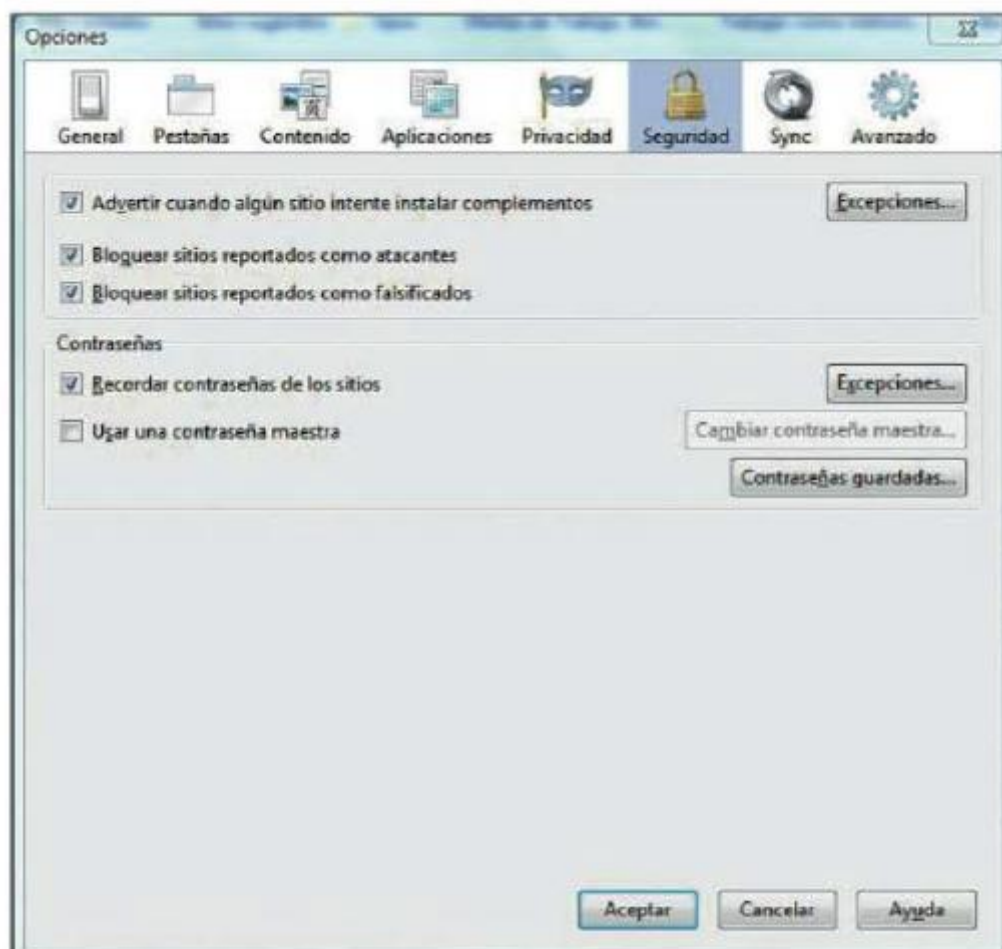 Opciones
General Pestañas Contenido Aplicaciones Privacidad Seguridad Sync Avanzado
Advertir cuando algún sitio intente instalar complementos Excepciones...
Bloquear sitios reportados como atacantes
Bloquear sitios reportados como falsificados
Contraseñas
Recordar contraseñas de los sitios Excepciones...
Usar una contraseña maestra Cambiar contraseña maestra...
Contraseñas guardadas...
Aceptar Cancelar Ayuda